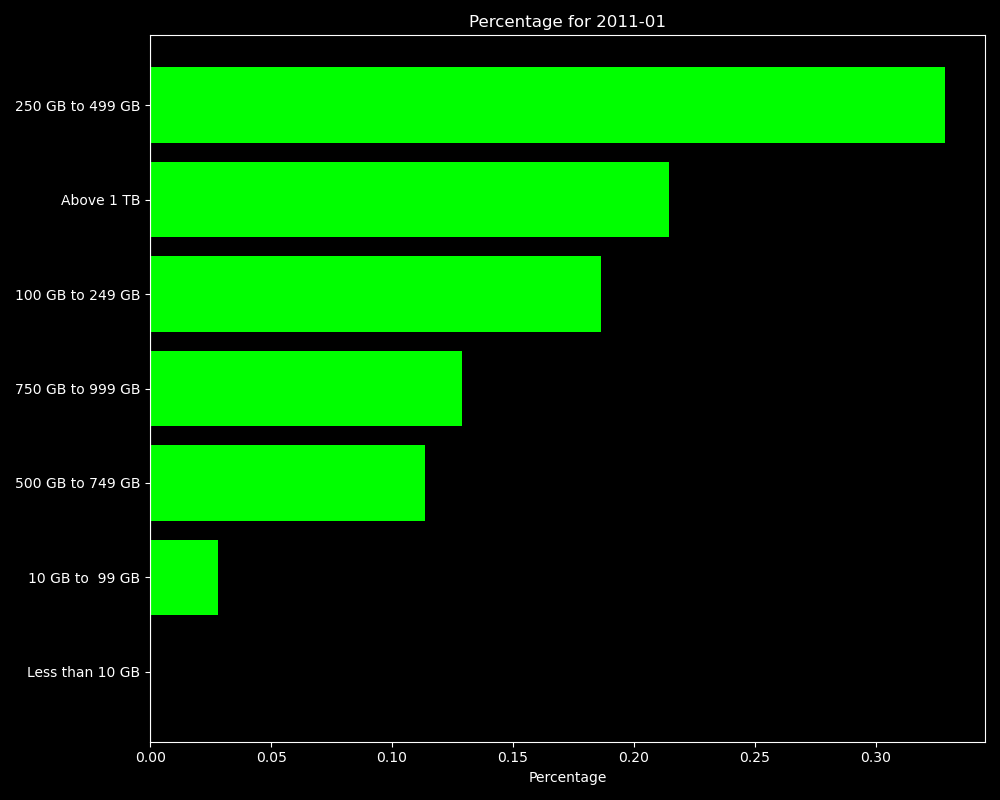 Percentage for 2011-01
250 GB to 499 GB
Above 1 TB
100 GB to 249 GB
750 GB to 999 GB
500 GB to 749 GB
10 GB to  99 GB
Less than 10 GB
0.00 0.05 0.10 0.15 0.20 0.25 0.30
Percentage